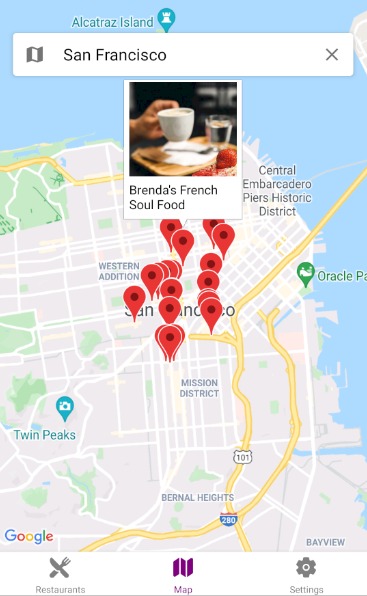 Alcatraz Island
San Francisco
Brenda's French
Soul Food
Central
Embarcadero
Piers Historic
District
WESTERN
ADDITION
Oracle Pa
San
co
MISSION
DISTRICT
Twin Peaks
101
BERNAL HEIGHTS
280
Google
BAYVIEW
Restaurants
Map
Settings